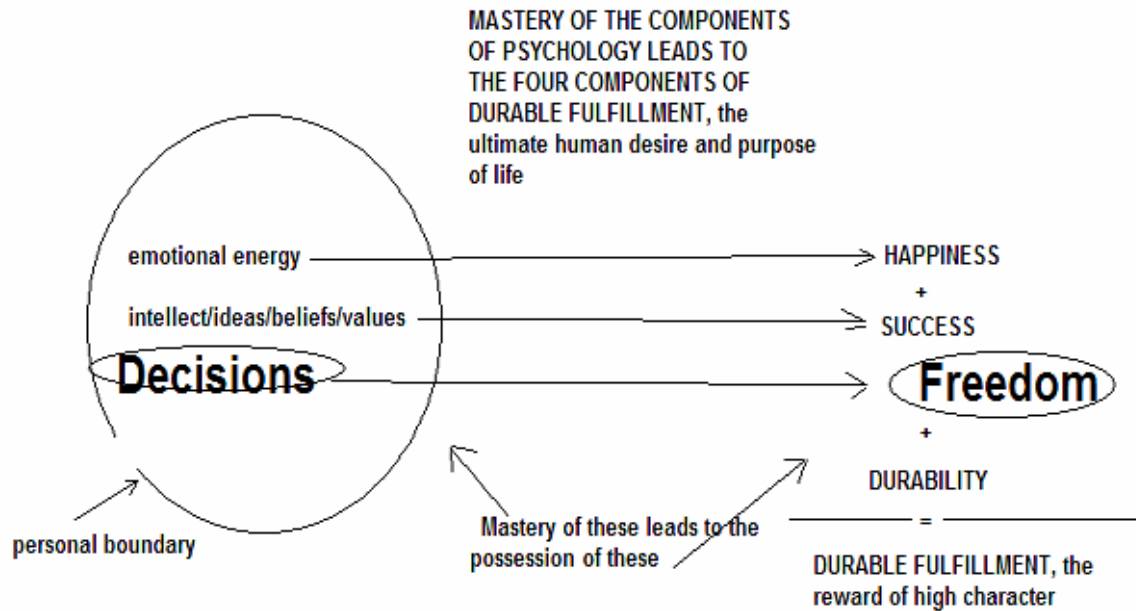 MASTERY OF THE COMPONENTS
OF PSYCHOLOGY LEADS TO
THE FOUR COMPONENTS OF
DURABLE FULFILLMENT, the
ultimate human desire and purpose
of life
emotional energy
HAPPINESS
+
intellect/ideas/beliefs/values
SUCCESS
Decisions
Freedom
+
DURABILITY
=
personal boundary
Mastery of these leads to the
possession of these
DURABLE FULFILLMENT, the
reward of high character